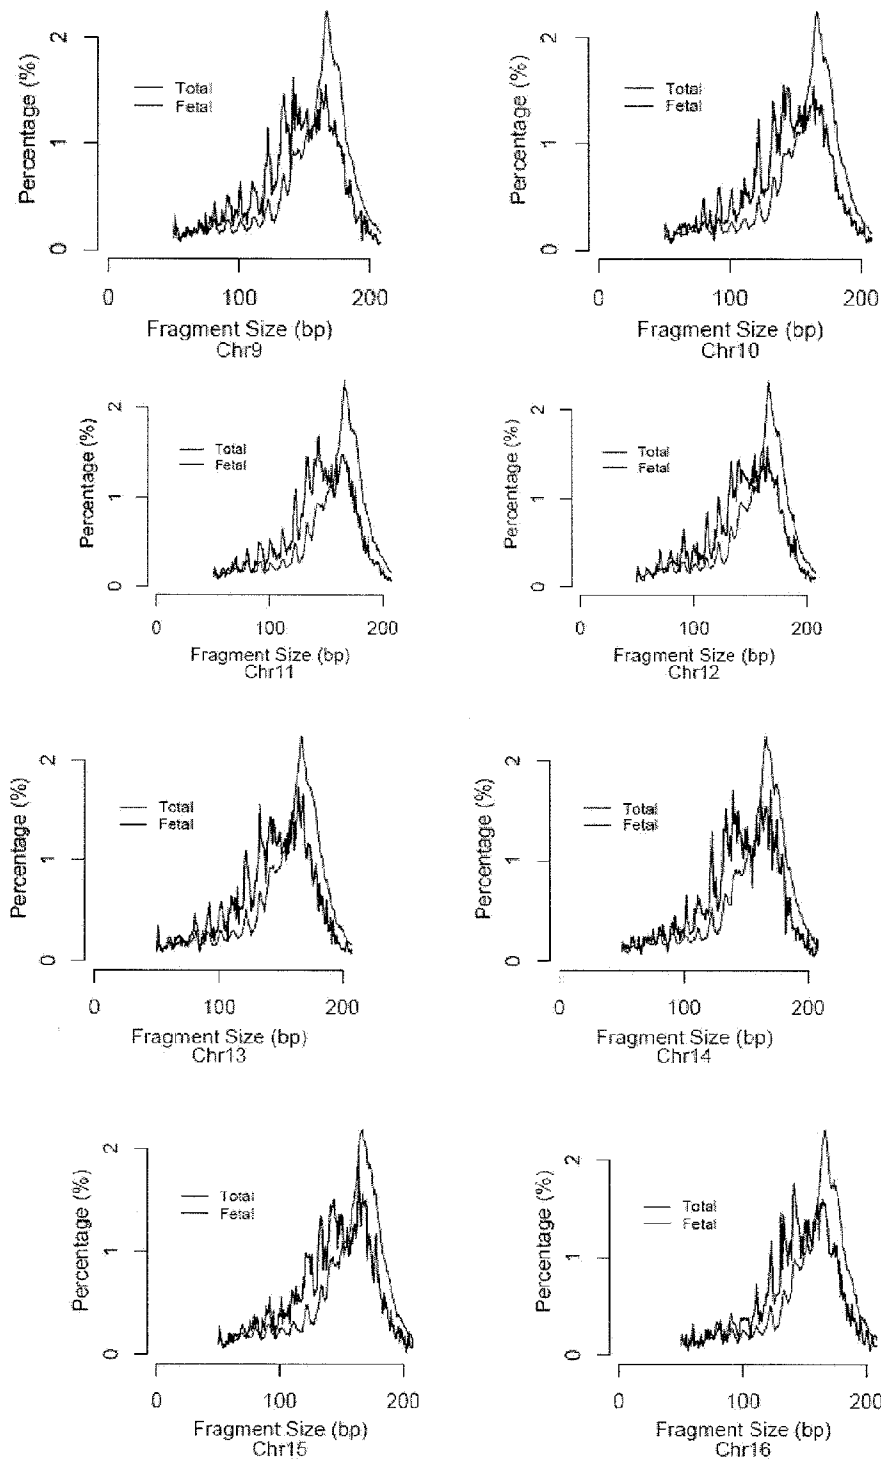 Percentage (%)
2
1
0
Total
Fetal
0 100 200
Fragment Size (bp)
Chr9
Percentage (%)
2
1
0
Total
Fetal
0 100 200
Fragment Size (bp)
Chr10
Percentage (%)
2
1
0
Total
Fetal
0 100 200
Fragment Size (bp)
Chr11
Percentage (%)
2
1
0
Total
Fetal
0 100 200
Fragment Size (bp)
Chr12
Percentage (%)
2
1
0
Total
Fetal
0 100 200
Fragment Size (bp)
Chr13
Percentage (%)
2
1
0
Total
Fetal
0 100 200
Fragment Size (bp)
Chr14
Percentage (%)
2
1
0
Total
Fetal
0 100 200
Fragment Size (bp)
Chr15
Percentage (%)
2
1
0
Total
Fetal
0 100 200
Fragment Size (bp)
Chr16